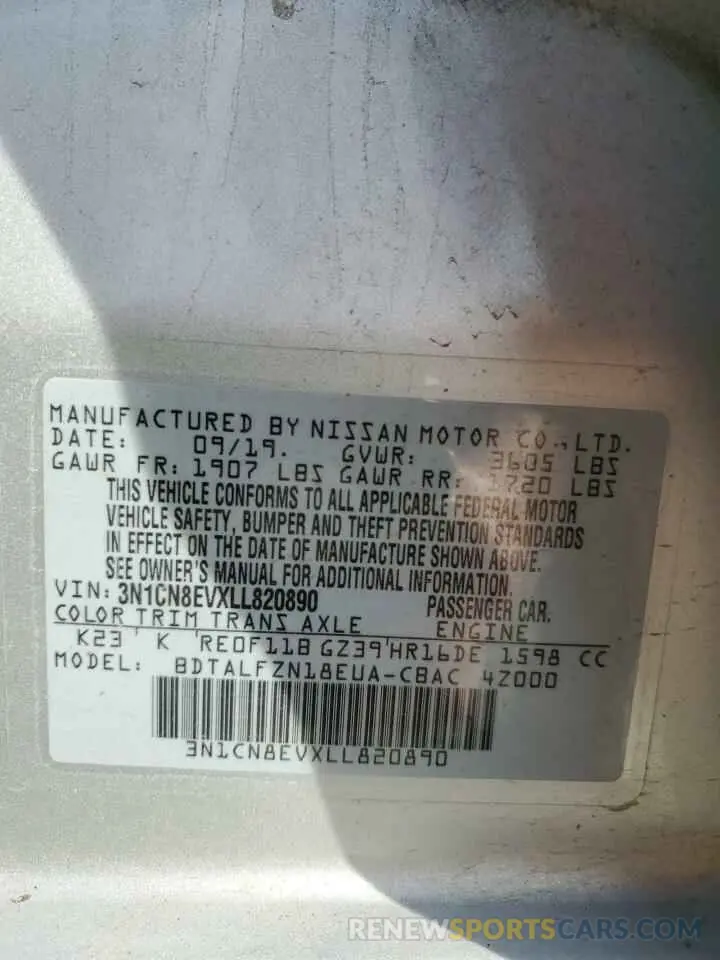 MANUFACTURED BY NISSAN MOTOR CO., LTD.
DATE: 09/19. GVWR: 3605 LBS
GAWR FR: 1907 LBS GAWR RR: 1720 LBS
THIS VEHICLE CONFORMS TO ALL APPLICABLE FEDERAL MOTOR
VEHICLE SAFETY, BUMPER AND THEFT PREVENTION STANDARDS
IN EFFECT ON THE DATE OF MANUFACTURE SHOWN ABOVE.
SEE OWNER'S MANUAL FOR ADDITIONAL INFORMATION.
VIN: 3N1CN8EVXLL820890 PASSENGER CAR.
COLOR TRIM TRANS AXLE ENGINE
K23 ' K 'RE0F11B GZ39'HR16DE 1598 CC
MODEL: BDTALFZN18EUA-CBAC 4Z000
3N1CN8EVXLL820890
RENEWSPORTSCARS.COM